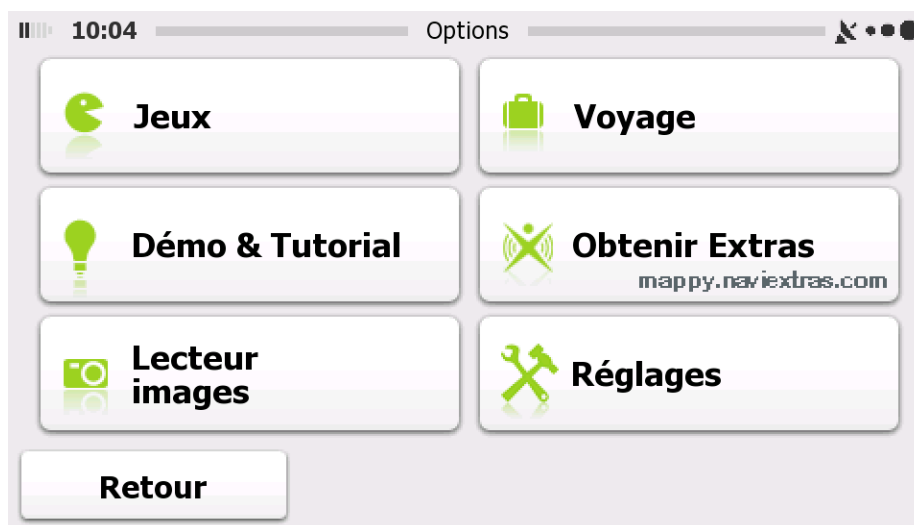 10:04 Options
Jeux
Voyage
Démo & Tutorial
Obtenir Extras
mappy.naviextras.com
Lecteur
images
Réglages
Retour